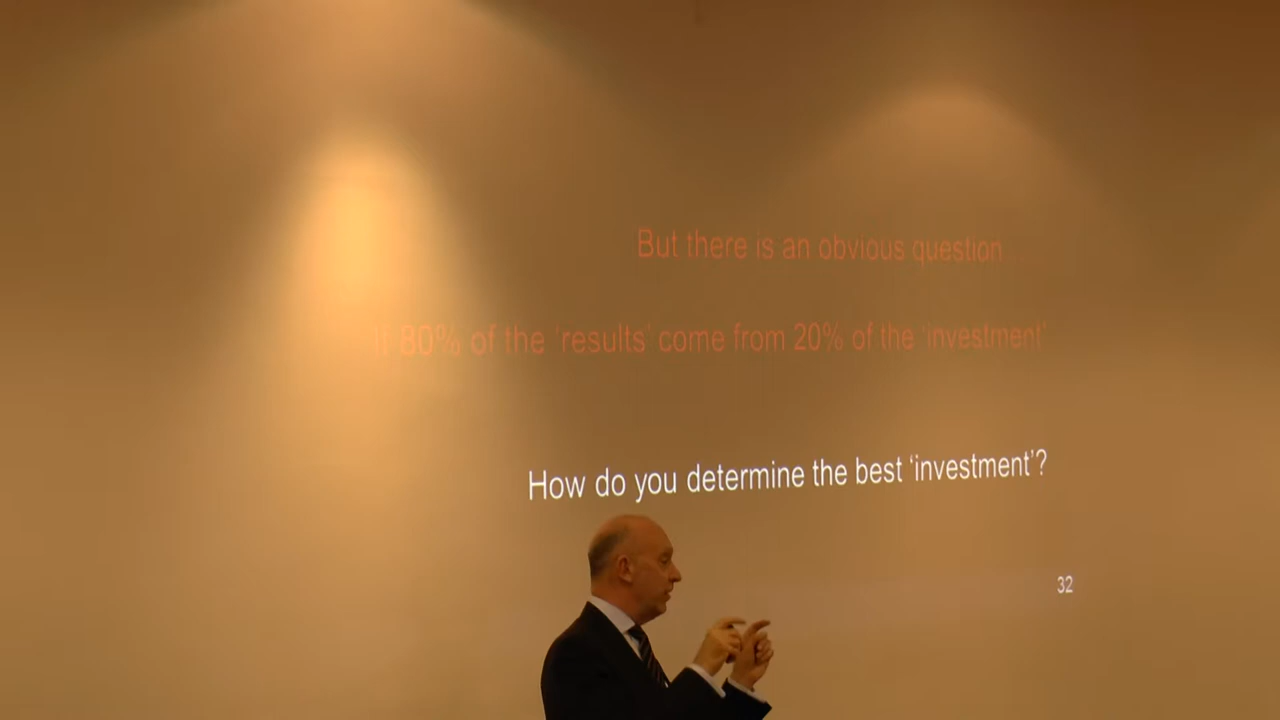 But there is an obvious question
If 80% of the 'results' come from 20% of the 'investment'
How do you determine the best ‘investment’?
32